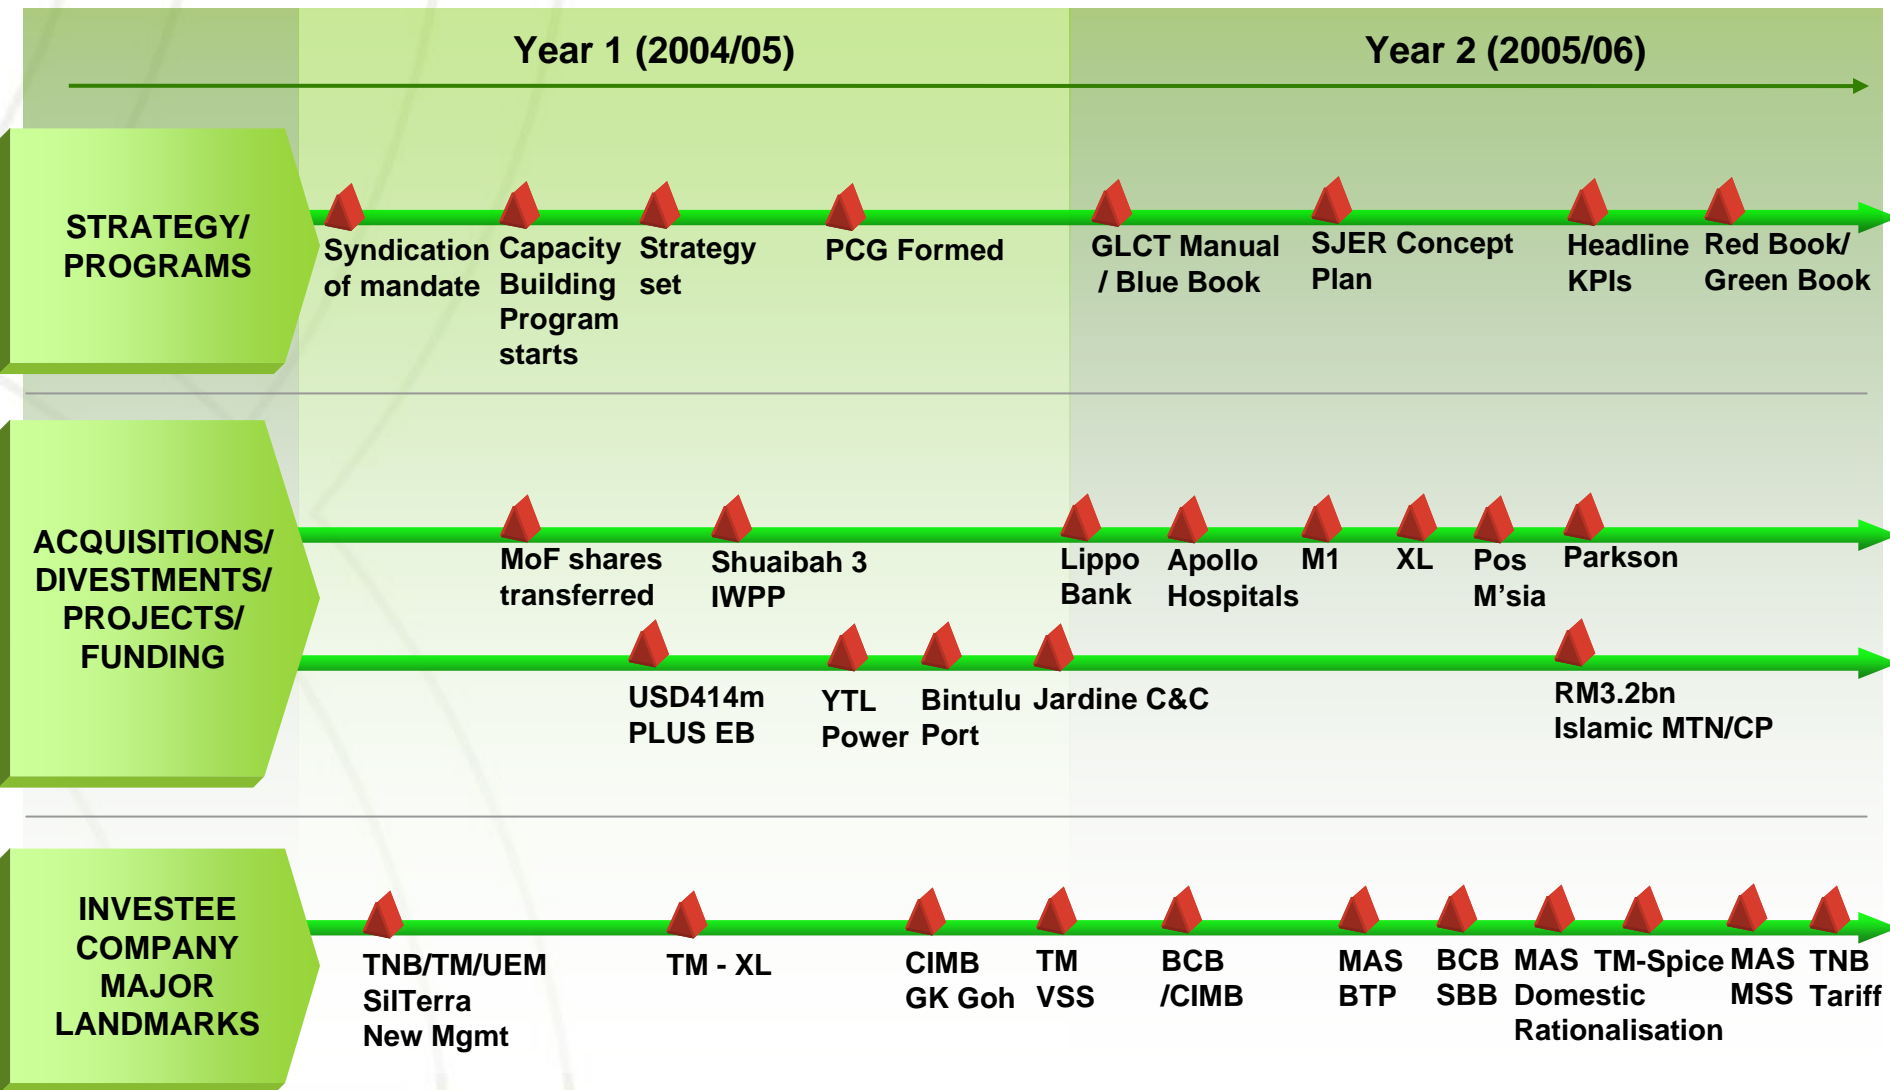 Year 1 (2004/05)
Year 2 (2005/06)
STRATEGY/
PROGRAMS
Syndication
of mandate
Capacity
Building
Program
starts
Strategy
set
PCG Formed
GLCT Manual
/ Blue Book
SJER Concept
Plan
Headline
KPIs
Red Book/
Green Book
ACQUISITIONS/
DIVESTMENTS/
PROJECTS/
FUNDING
MoF shares
transferred
Shuaibah 3
IWPP
Lippo
Bank
Apollo
Hospitals
M1
XL
Pos
M’sia
Parkson
USD414m
PLUS EB
YTL
Power
Bintulu
Port
Jardine C&C
RM3.2bn
Islamic MTN/CP
INVESTEE
COMPANY
MAJOR
LANDMARKS
TNB/TM/UEM
SilTerra
New Mgmt
TM - XL
CIMB
GK Goh
TM
VSS
BCB
/CIMB
MAS
BTP
BCB
SBB
MAS
Domestic
Rationalisation
TM-Spice
MAS
MSS
TNB
Tariff